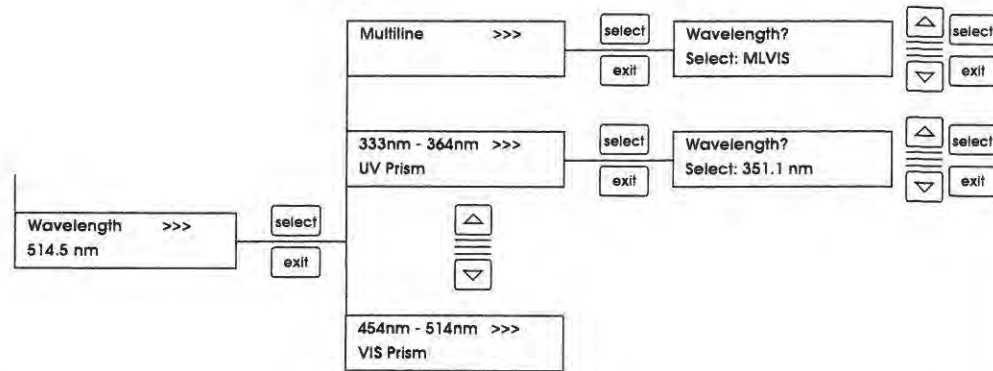 Multiline >>>
select
exit
Wavelength?
Select: MLVIS
select
exit
333nm - 364nm >>>
UV Prism
select
exit
Wavelength?
Select: 351.1 nm
select
exit
Wavelength >>>
514.5 nm
select
exit
454nm - 514nm >>>
VIS Prism